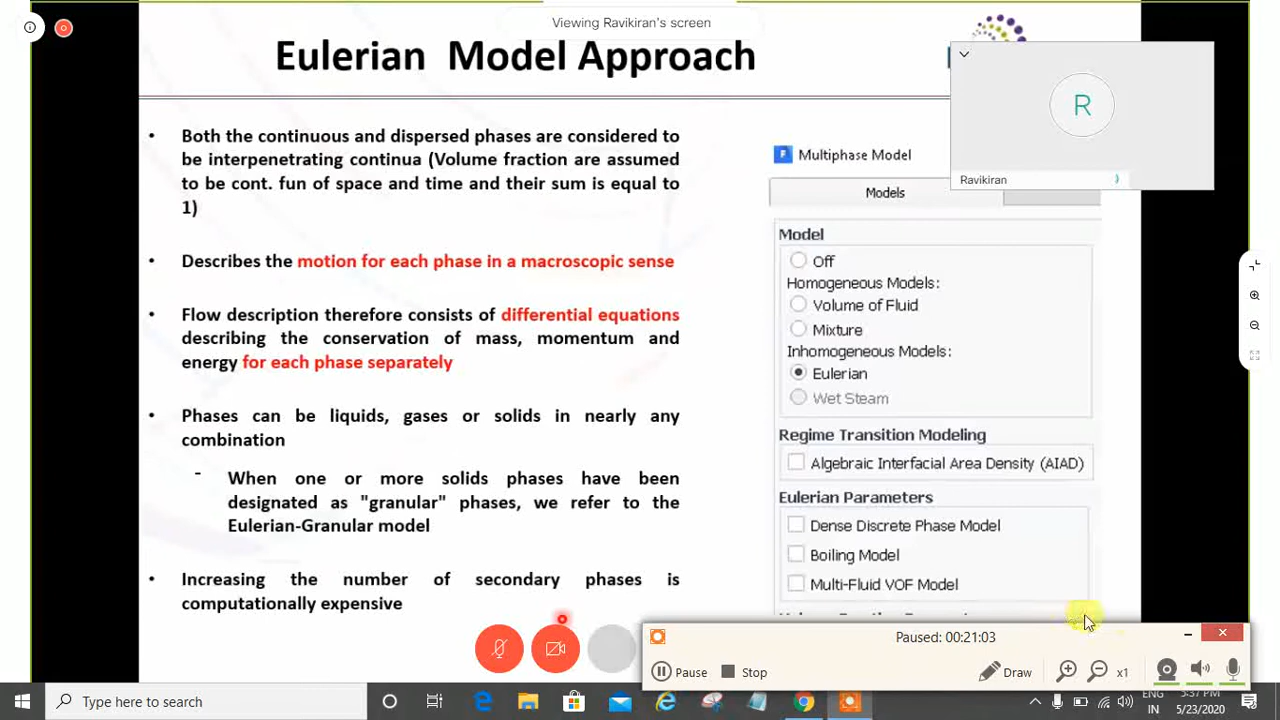 Viewing Ravikiran's screen
Eulerian Model Approach
• Both the continuous and dispersed phases are considered to
be interpenetrating continua (Volume fraction are assumed
to be cont. fun of space and time and their sum is equal to
1)
• Describes the motion for each phase in a macroscopic sense
• Flow description therefore consists of differential equations
describing the conservation of mass, momentum and
energy for each phase separately
• Phases can be liquids, gases or solids in nearly any
combination
- When one or more solids phases have been
designated as "granular" phases, we refer to the
Eulerian-Granular model
• Increasing the number of secondary phases is
computationally expensive
R
Ravikiran
Multiphase Model
Models
Model
Off
Homogeneous Models:
Volume of Fluid
Mixture
Inhomogeneous Models:
Eulerian
Wet Steam
Regime Transition Modeling
Algebraic Interfacial Area Density (AIAD)
Eulerian Parameters
Dense Discrete Phase Model
Boiling Model
Multi-Fluid VOF Model
Paused: 00:21:03
Pause
Stop
Draw
x1
Type here to search
ENG
IN
5:37 PM
5/23/2020